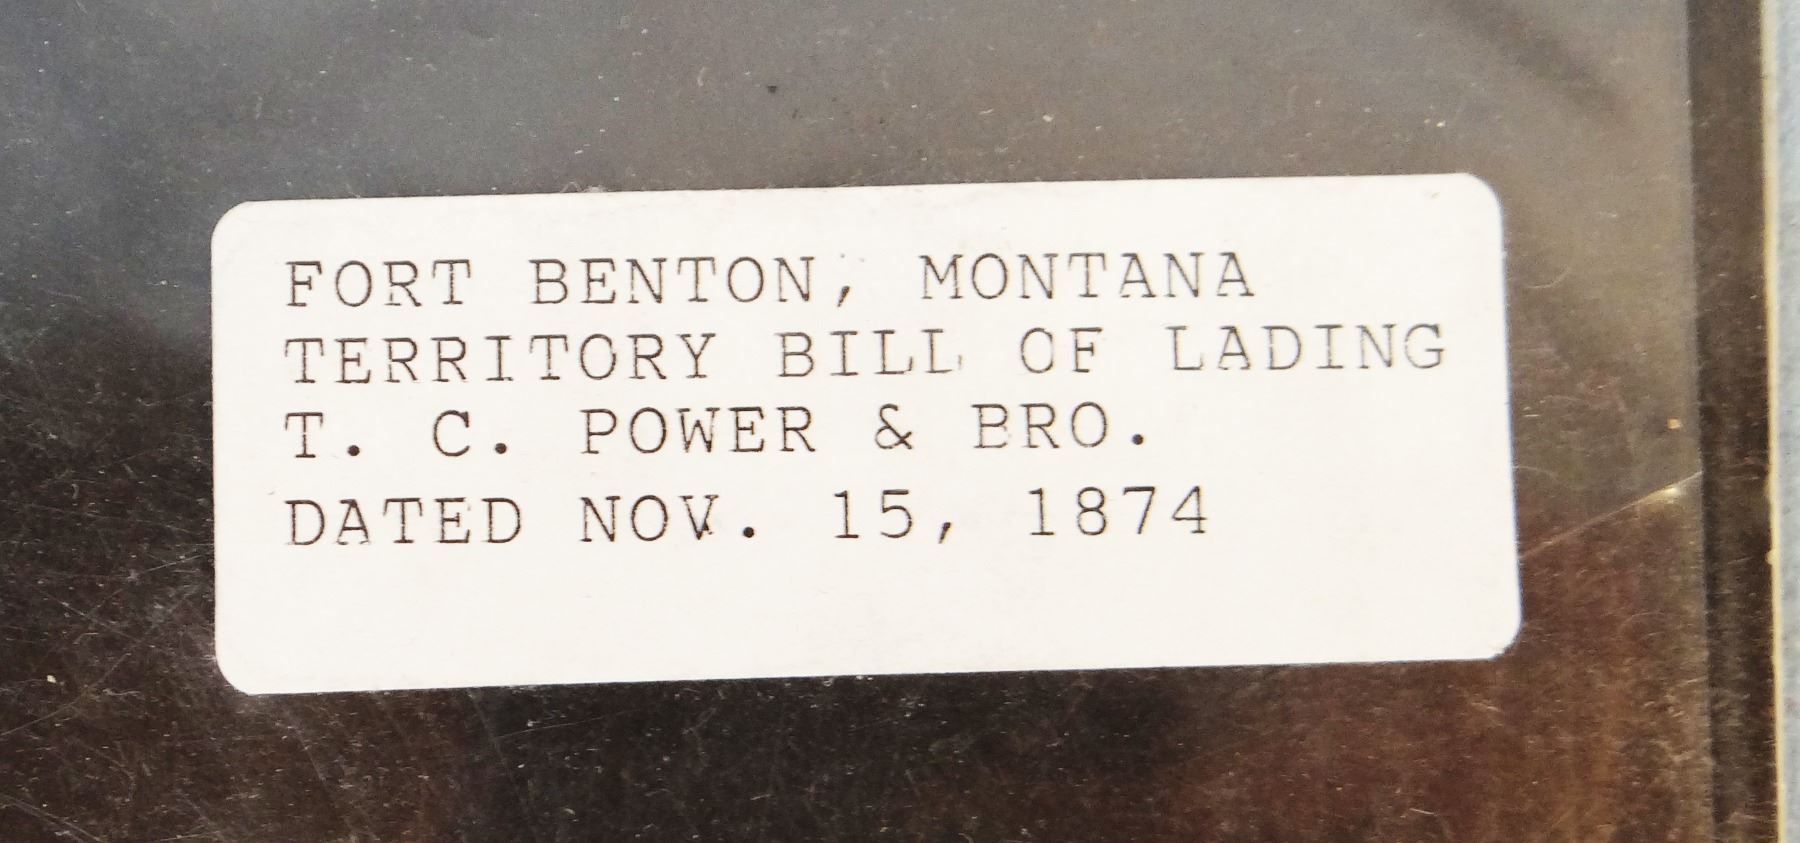 FORT BENTON, MONTANA
TERRITORY BILL OF LADING
T. C. POWER & BRO.
DATED NOV. 15, 1874